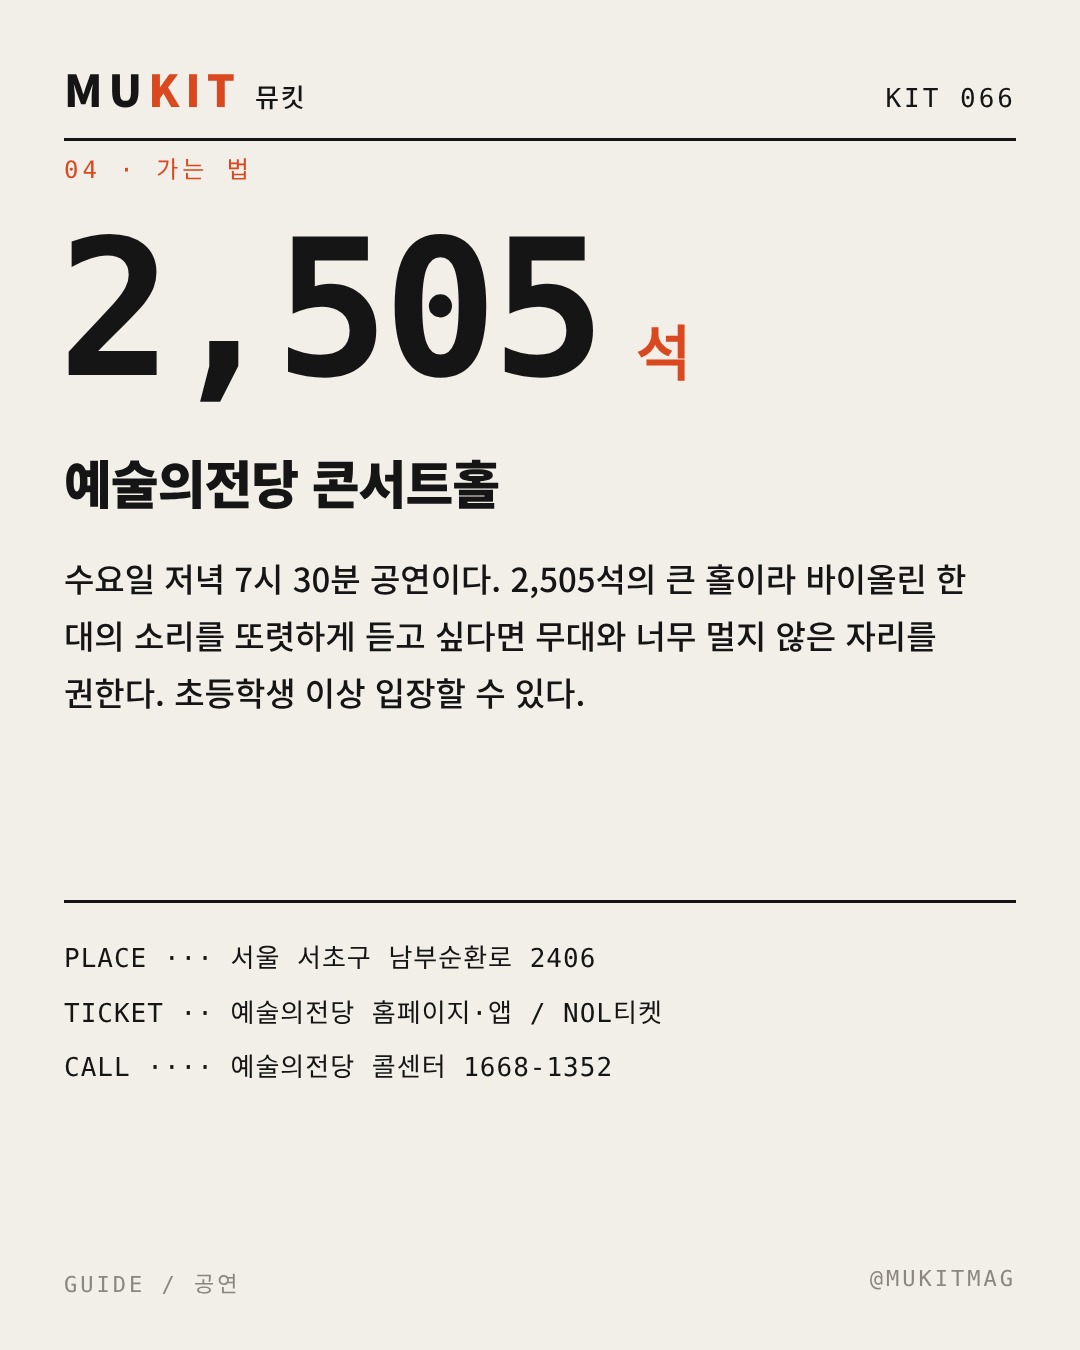 MUKIT 뮤킷
KIT 066
04 · 가는 법
2,505 석
예술의전당 콘서트홀
수요일 저녁 7시 30분 공연이다. 2,505석의 큰 홀이라 바이올린 한
대의 소리를 또렷하게 듣고 싶다면 무대와 너무 멀지 않은 자리를
권한다. 초등학생 이상 입장할 수 있다.
PLACE ··· 서울 서초구 남부순환로 2406
TICKET ·· 예술의전당 홈페이지·앱 / NOL티켓
CALL ···· 예술의전당 콜센터 1668-1352
GUIDE / 공연
@MUKITMAG